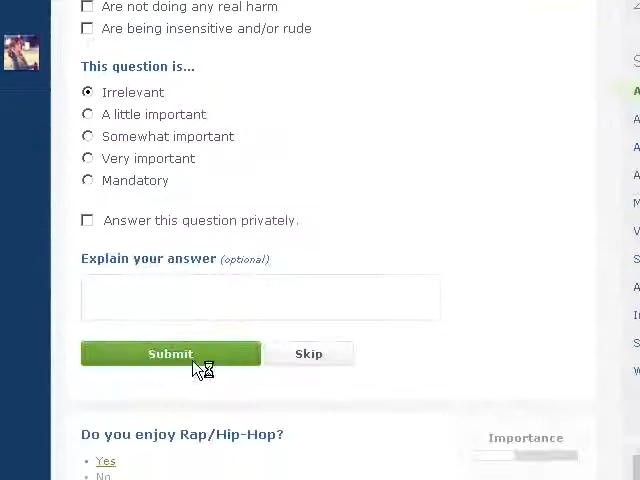 Are not doing any real harm
Are being insensitive and/or rude
This question is...
Irrelevant
A little important
Somewhat important
Very important
Mandatory
Answer this question privately.
Explain your answer (optional)
Submit Skip
Do you enjoy Rap/Hip-Hop?
Importance
Yes
No